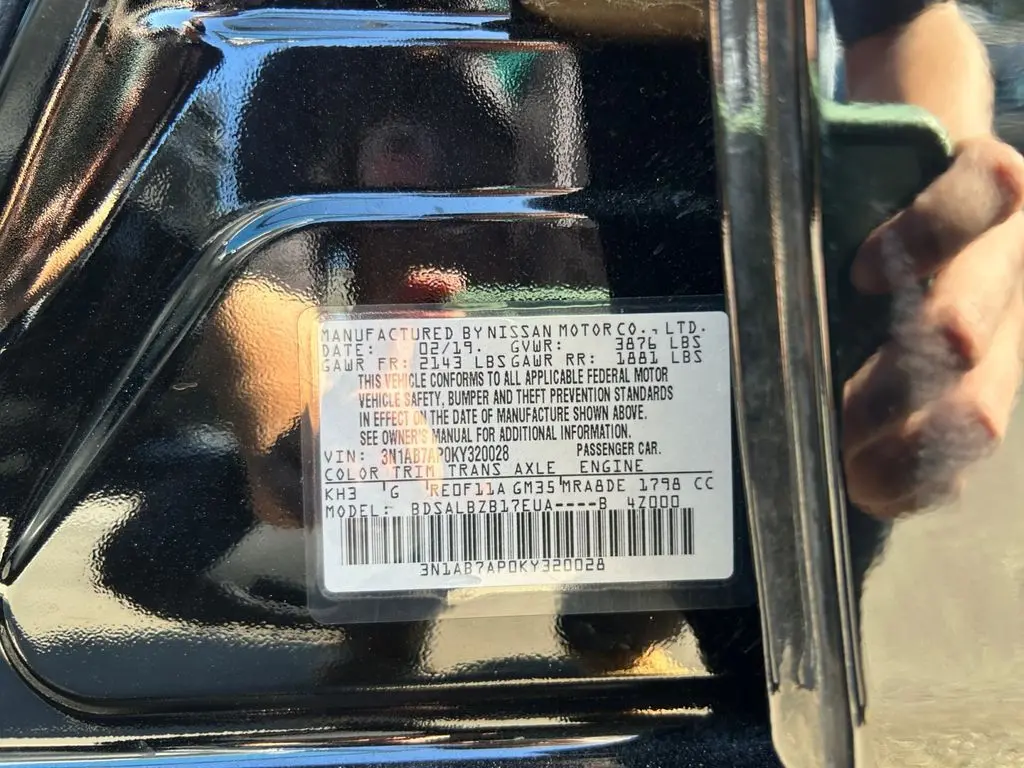 MANUFACTURED BY NISSAN MOTOR CO., LTD.
DATE: 02/19. GVWR: 3876 LBS
GAWR FR: 2143 LBS GAWR RR: 1881 LBS
THIS VEHICLE CONFORMS TO ALL APPLICABLE FEDERAL MOTOR
VEHICLE SAFETY, BUMPER AND THEFT PREVENTION STANDARDS
IN EFFECT ON THE DATE OF MANUFACTURE SHOWN ABOVE.
SEE OWNER'S MANUAL FOR ADDITIONAL INFORMATION.
VIN: 3N1AB7AP0KY320028 PASSENGER CAR.
COLOR TRIM TRANS AXLE ENGINE
KH3 G RE0F11A GM35 MRA8DE 1798 CC
MODEL: BDSALBZB17EUA----B 4Z000
3N1AB7AP0KY320028